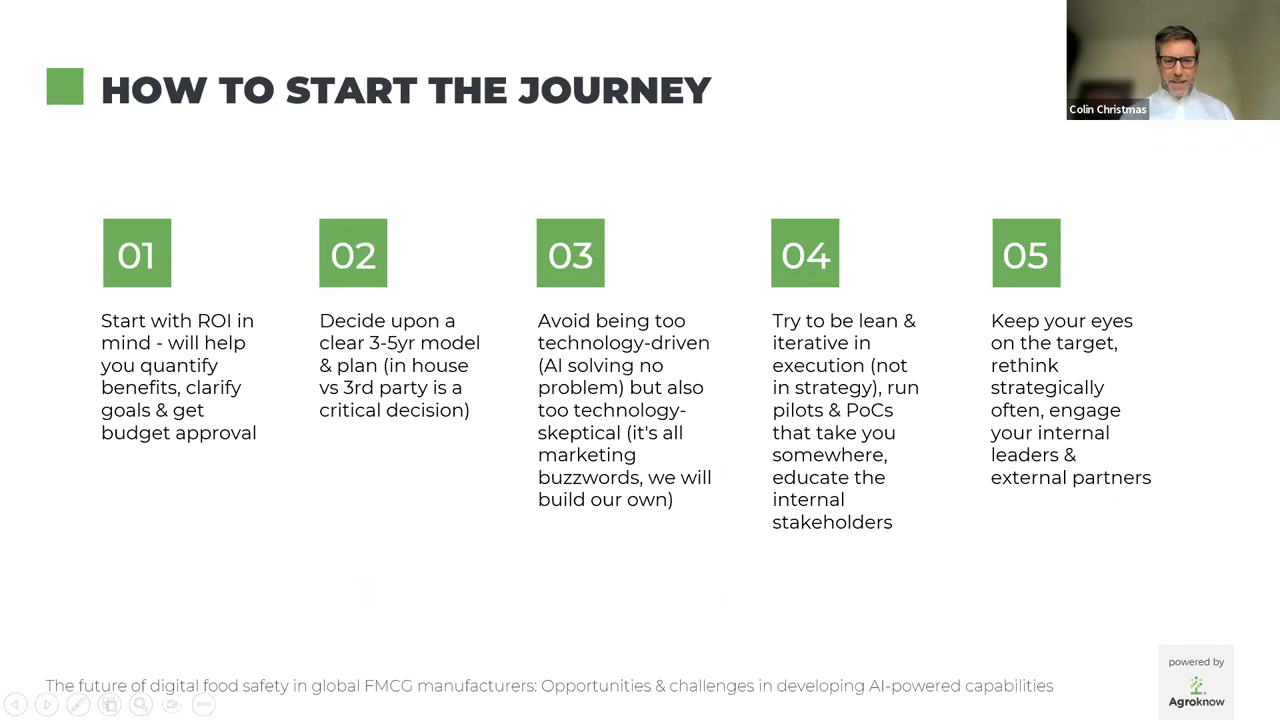 HOW TO START THE JOURNEY
Colin Christmas
01
Start with ROI in
mind - will help
you quantify
benefits, clarify
goals & get
budget approval
02
Decide upon a
clear 3-5yr model
& plan (in house
vs 3rd party is a
critical decision)
03
Avoid being too
technology-driven
(AI solving no
problem) but also
too technology-
skeptical (it's all
marketing
buzzwords, we will
build our own)
04
Try to be lean &
iterative in
execution (not
in strategy), run
pilots & PoCs
that take you
somewhere,
educate the
internal
stakeholders
05
Keep your eyes
on the target,
rethink
strategically
often, engage
your internal
leaders &
external partners
The future of digital food safety in global FMCG manufacturers: Opportunities & challenges in developing AI-powered capabilities
powered by
Agroknow